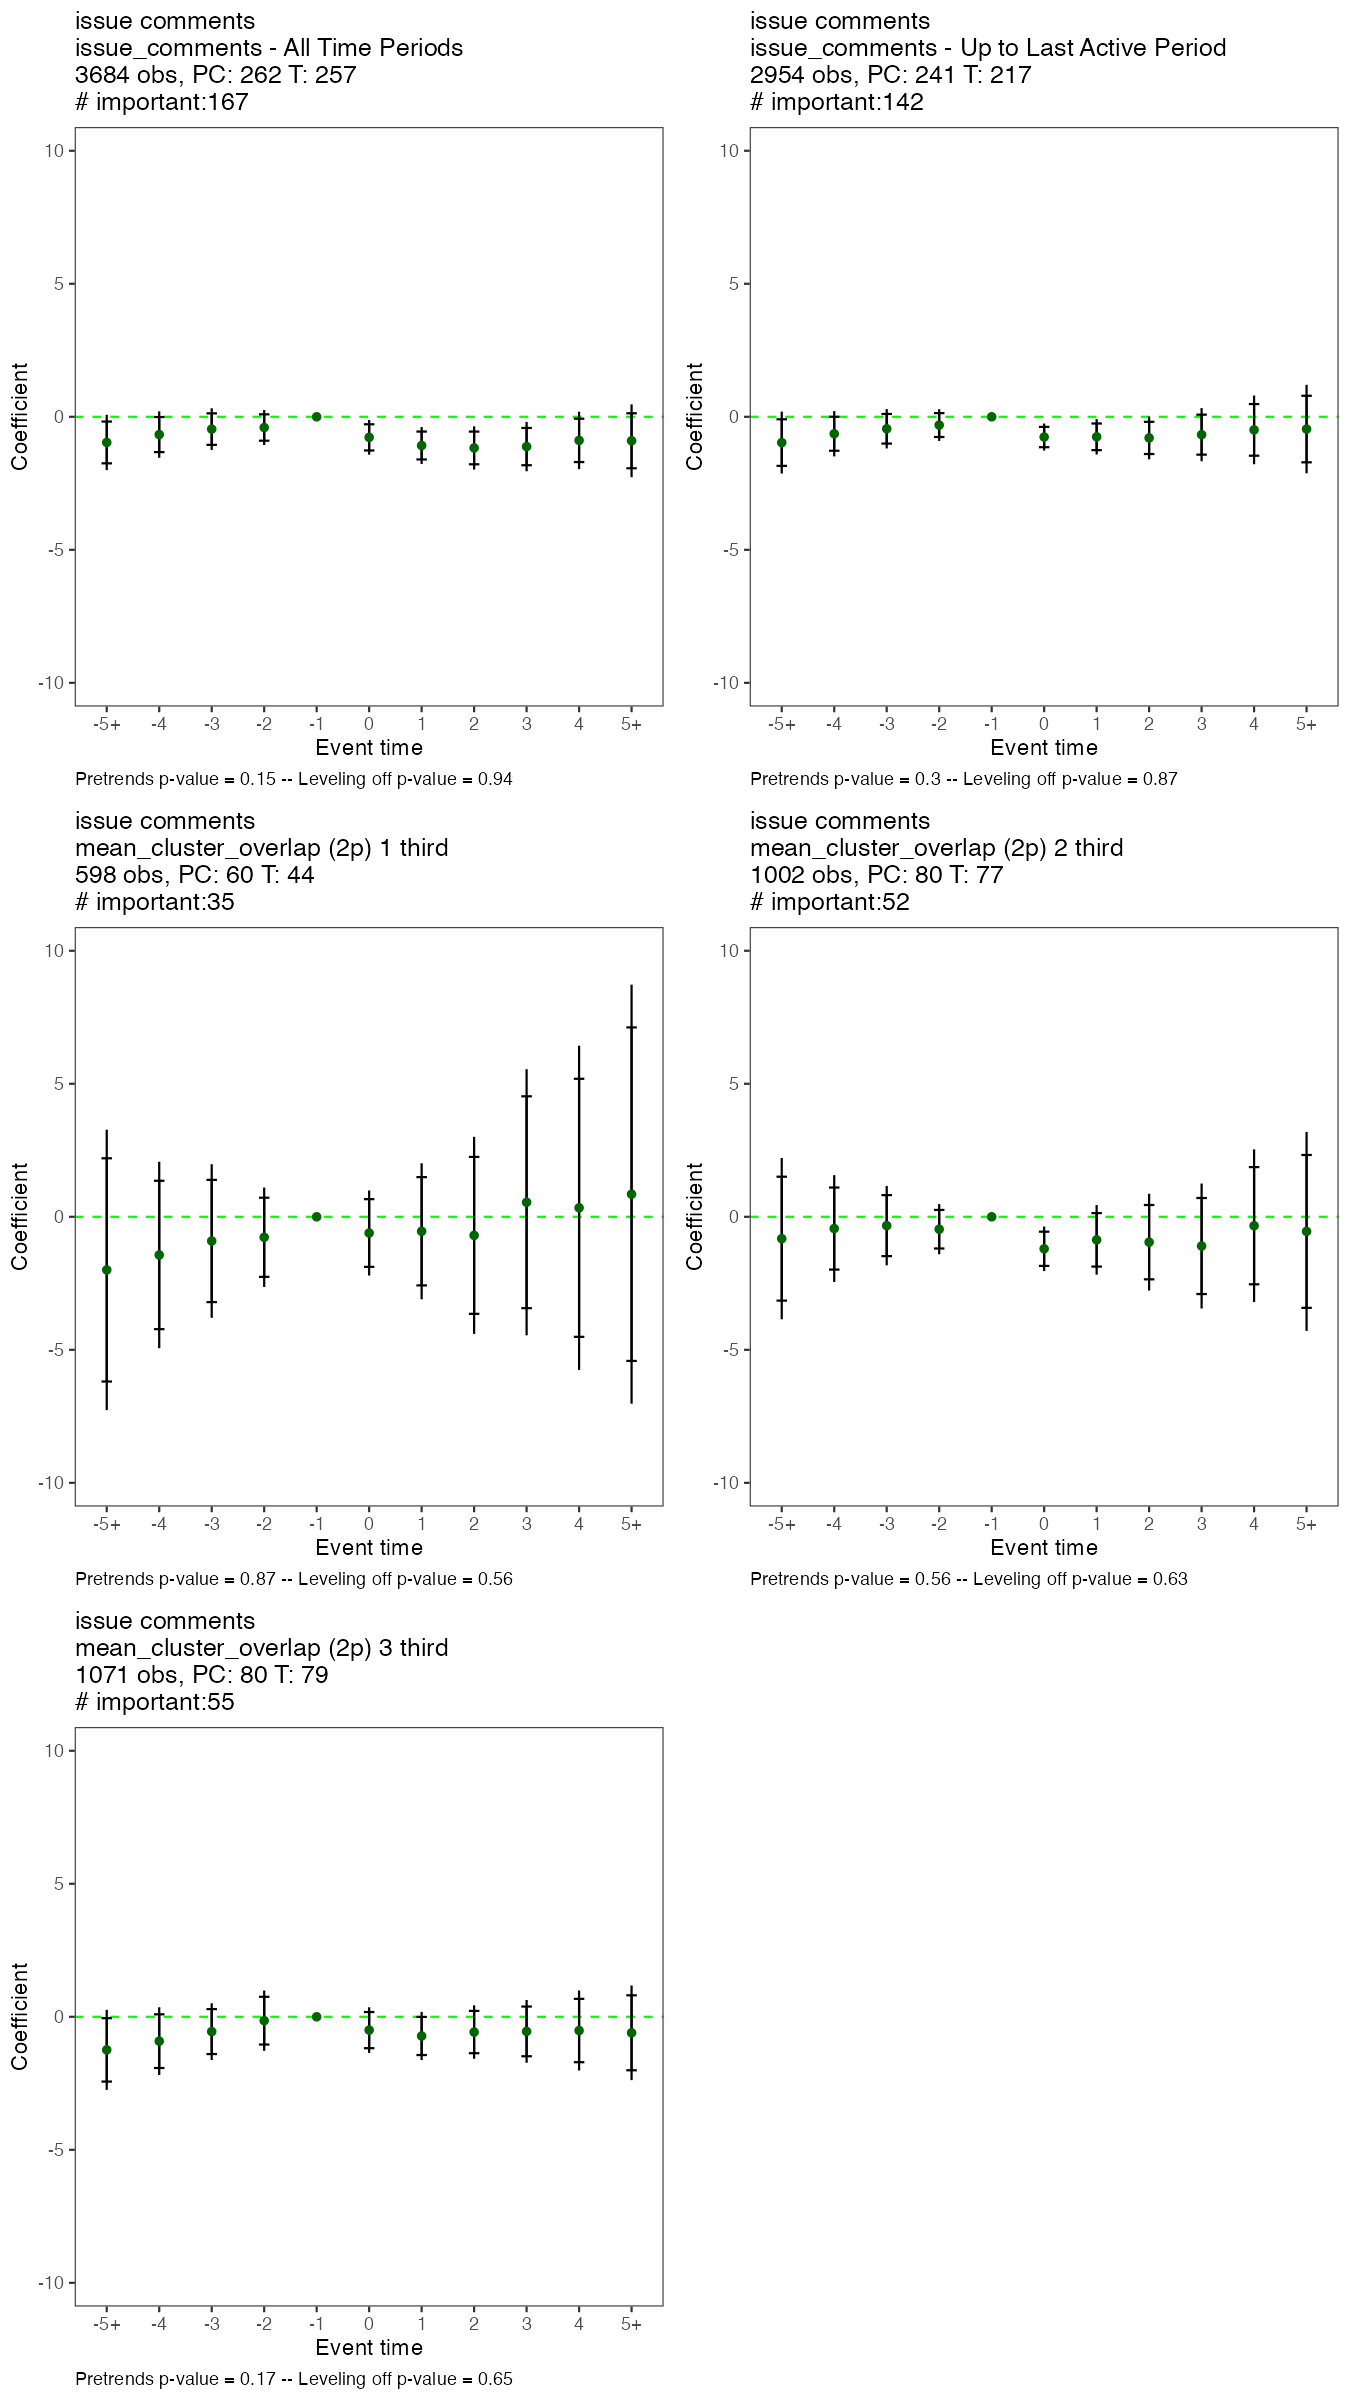 issue comments
issue_comments - All Time Periods
3684 obs, PC: 262 T: 257
# important:167
10
5
0
-5
-10
Coefficient
-5+ -4 -3 -2 -1 0 1 2 3 4 5+
Event time
Pretrends p-value = 0.15 -- Leveling off p-value = 0.94
issue comments
issue_comments - Up to Last Active Period
2954 obs, PC: 241 T: 217
# important:142
10
5
0
-5
-10
Coefficient
-5+ -4 -3 -2 -1 0 1 2 3 4 5+
Event time
Pretrends p-value = 0.3 -- Leveling off p-value = 0.87
issue comments
mean_cluster_overlap (2p) 1 third
598 obs, PC: 60 T: 44
# important:35
10
5
0
-5
-10
Coefficient
-5+ -4 -3 -2 -1 0 1 2 3 4 5+
Event time
Pretrends p-value = 0.87 -- Leveling off p-value = 0.56
issue comments
mean_cluster_overlap (2p) 2 third
1002 obs, PC: 80 T: 77
# important:52
10
5
0
-5
-10
Coefficient
-5+ -4 -3 -2 -1 0 1 2 3 4 5+
Event time
Pretrends p-value = 0.56 -- Leveling off p-value = 0.63
issue comments
mean_cluster_overlap (2p) 3 third
1071 obs, PC: 80 T: 79
# important:55
10
5
0
-5
-10
Coefficient
-5+ -4 -3 -2 -1 0 1 2 3 4 5+
Event time
Pretrends p-value = 0.17 -- Leveling off p-value = 0.65